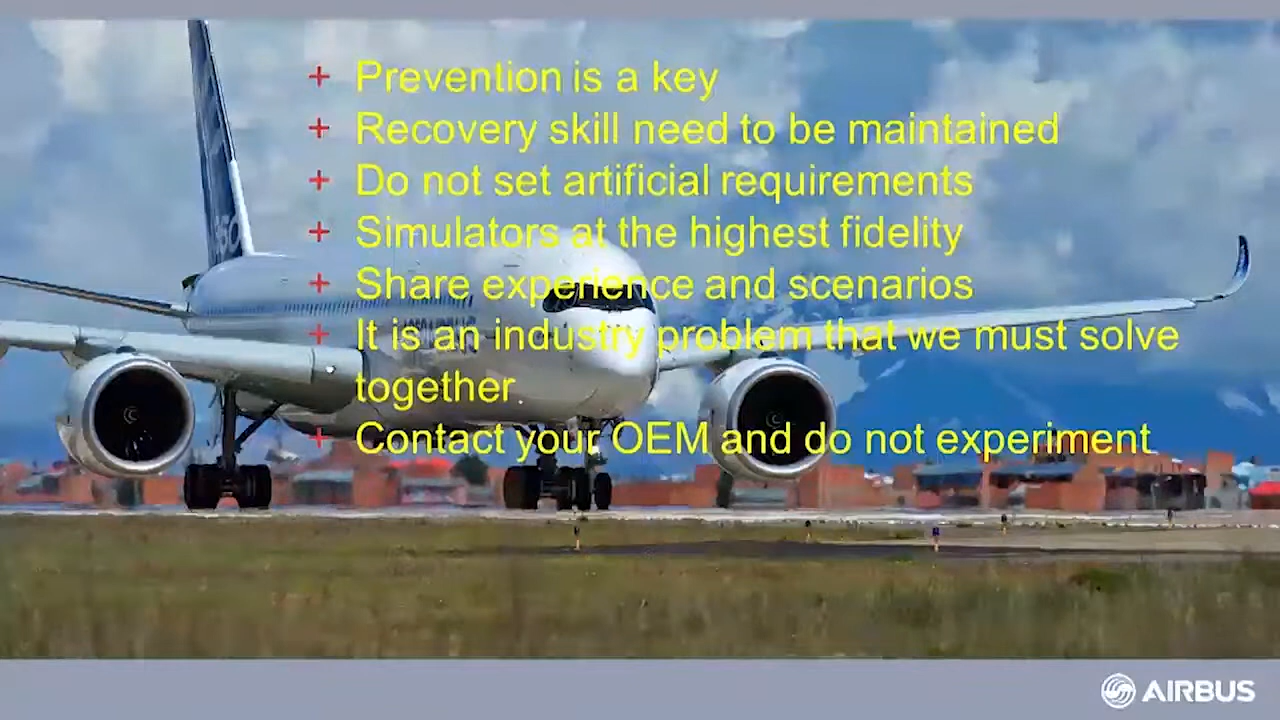 + Prevention is a key
+ Recovery skill need to be maintained
+ Do not set artificial requirements
+ Simulators at the highest fidelity
+ Share experience and scenarios
+ It is an industry problem that we must solve
together
+ Contact your OEM and do not experiment
350
AIRBUS